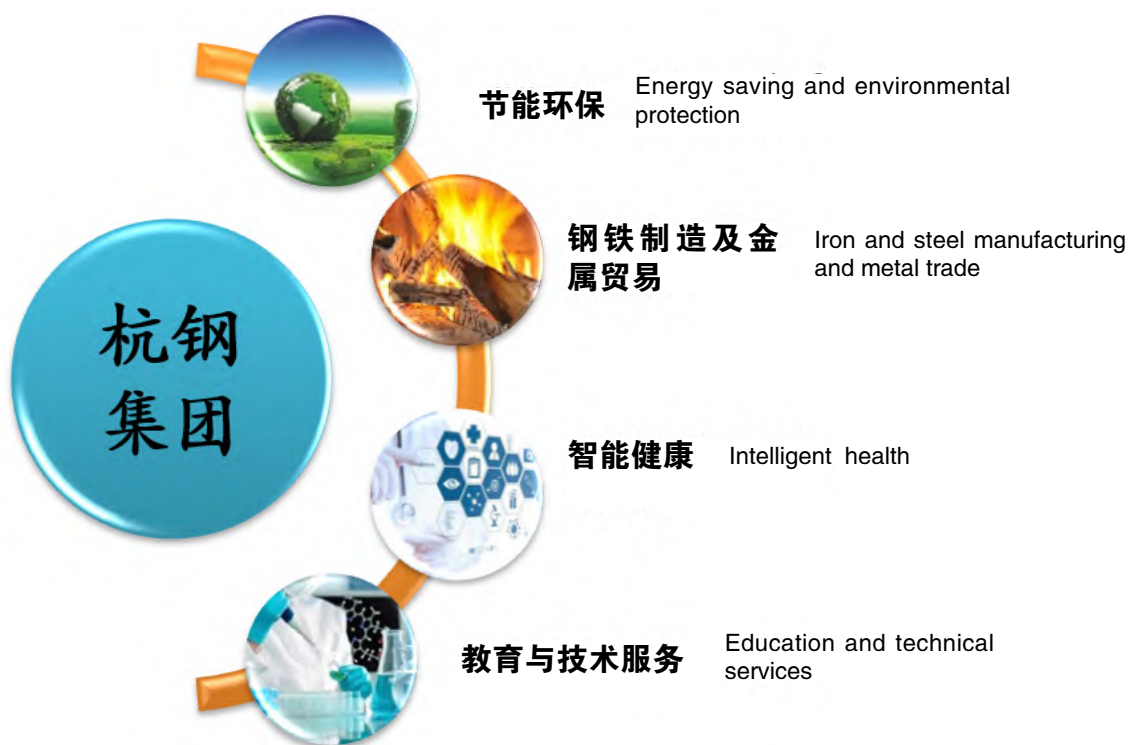 节能环保
Energy saving and environmental
protection
钢铁制造及金
属贸易
Iron and steel manufacturing
and metal trade
杭钢
集团
智能健康
Intelligent health
教育与技术服务
Education and technical
services